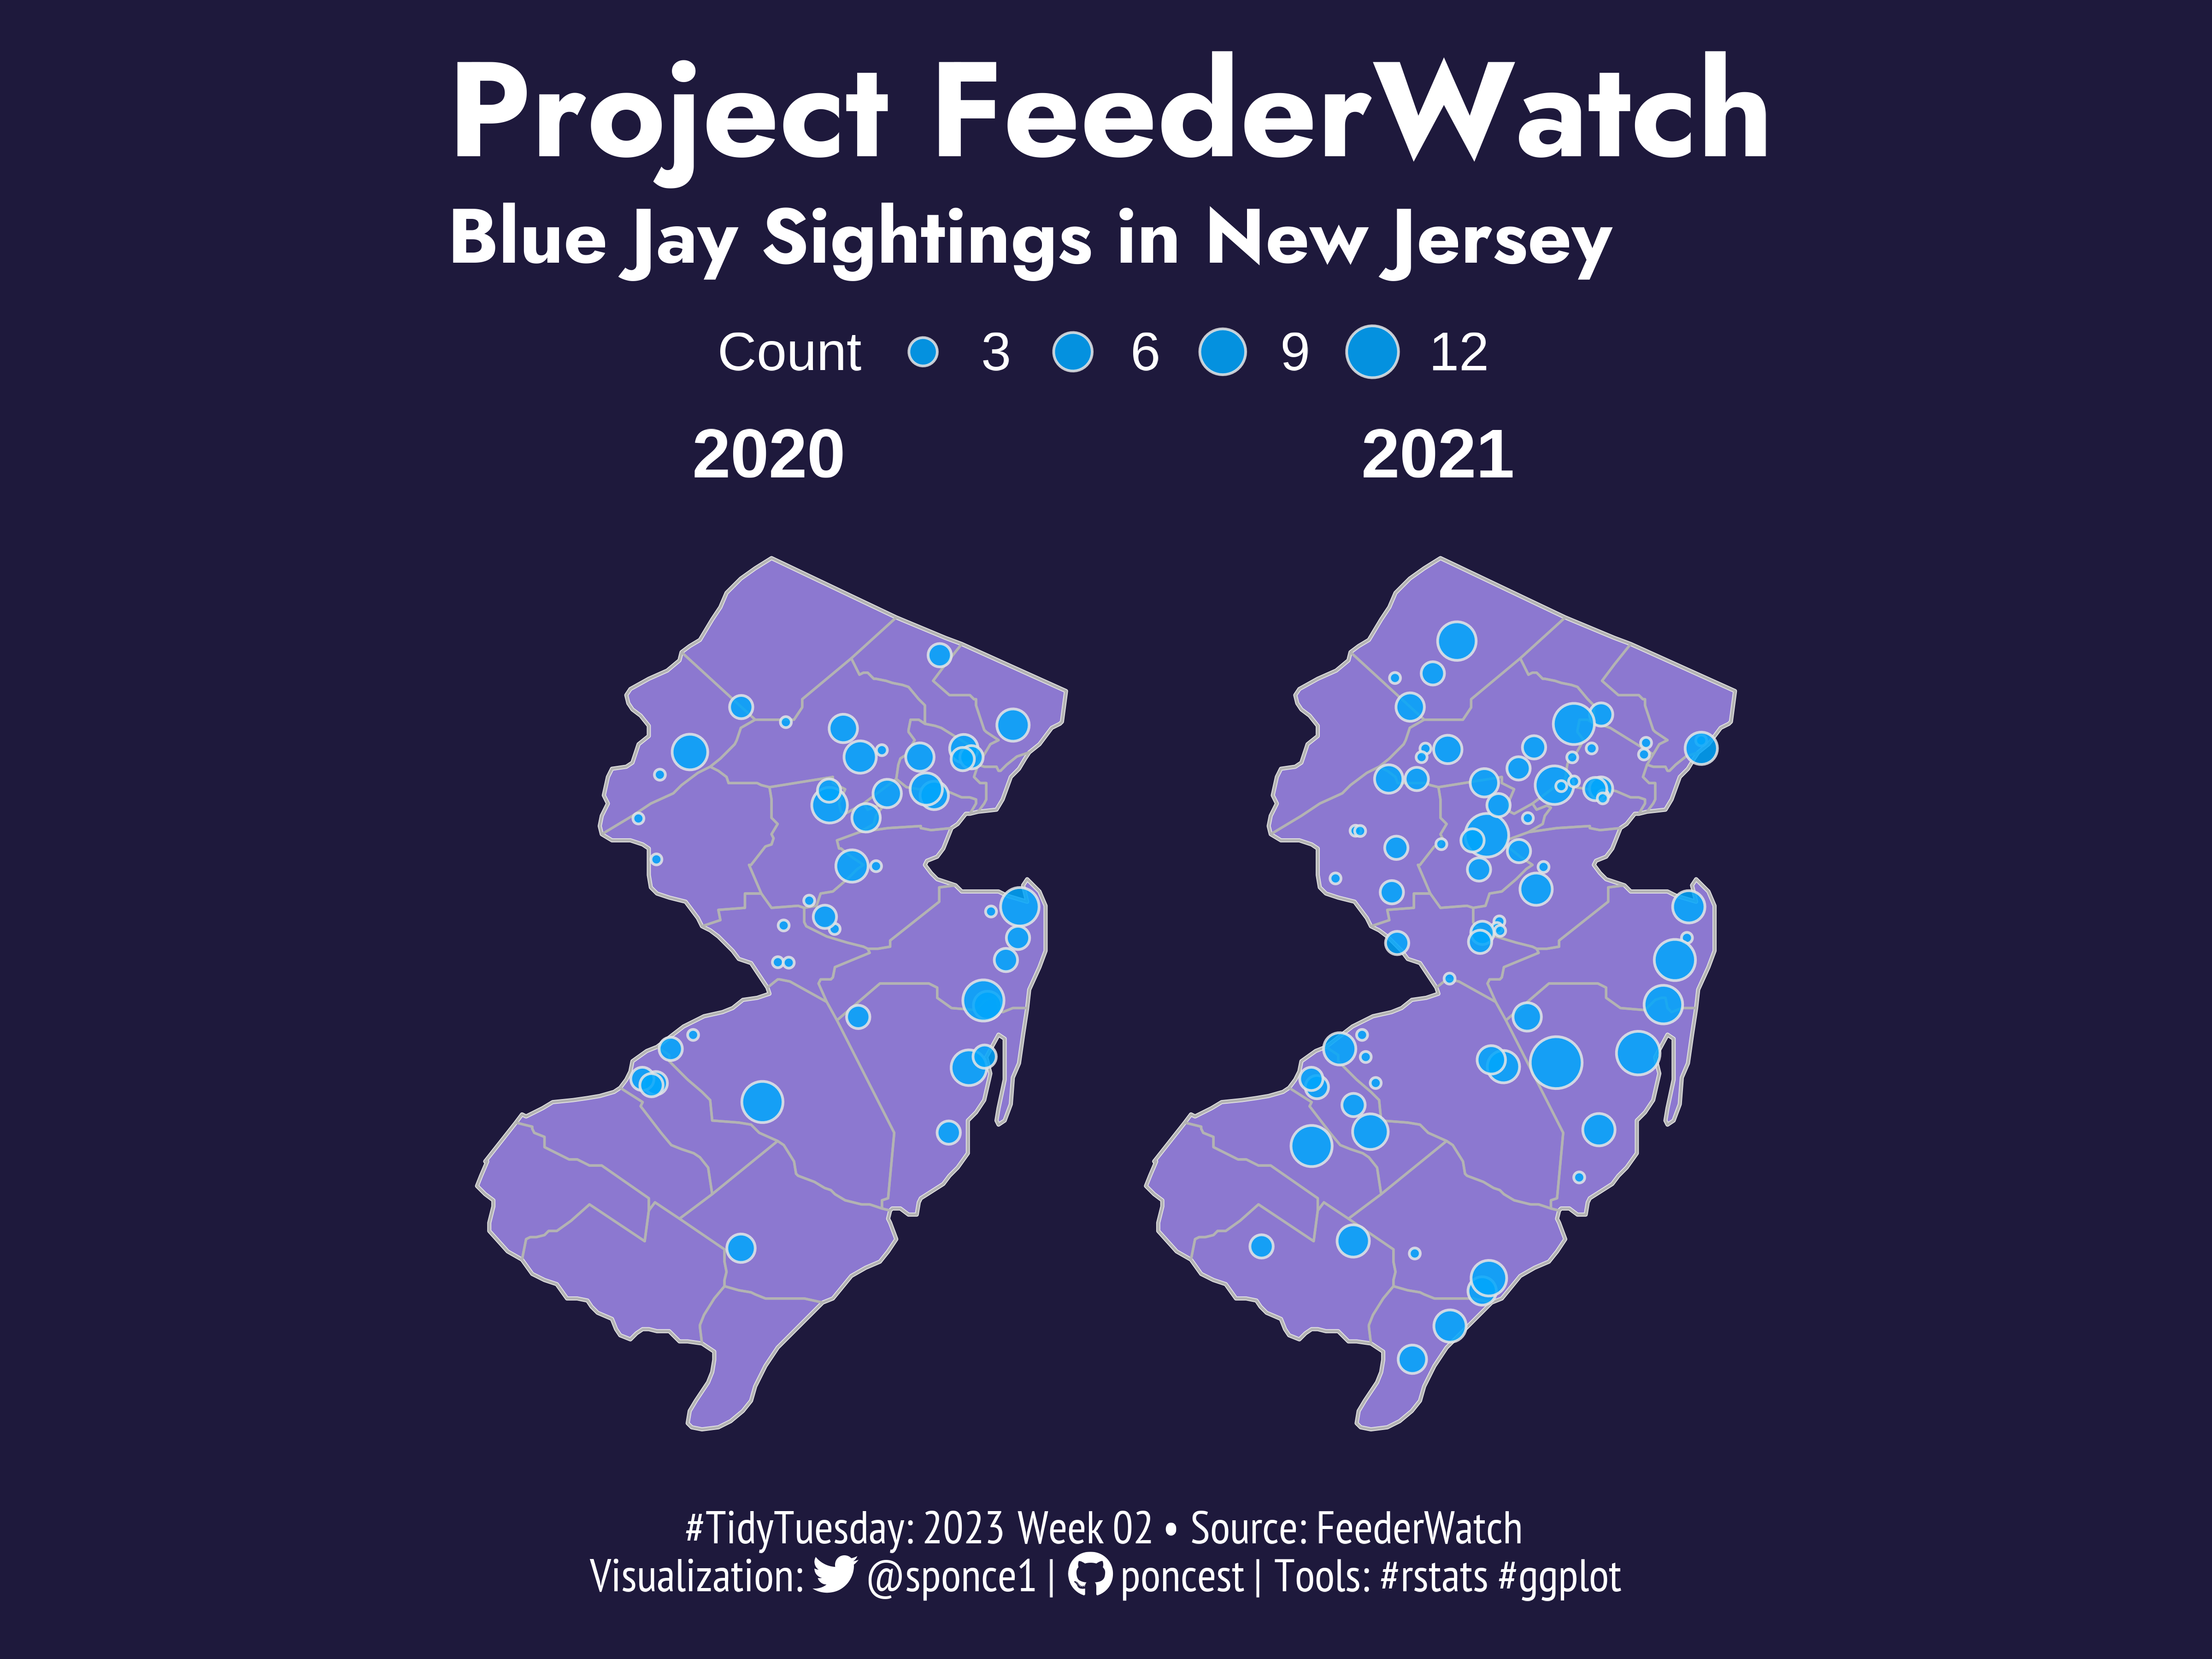 Project FeederWatch
Blue Jay Sightings in New Jersey
Count 3 6 9 12
2020 2021
#TidyTuesday: 2023 Week 02 • Source: FeederWatch
Visualization: @sponce1 | poncest | Tools: #rstats #ggplot